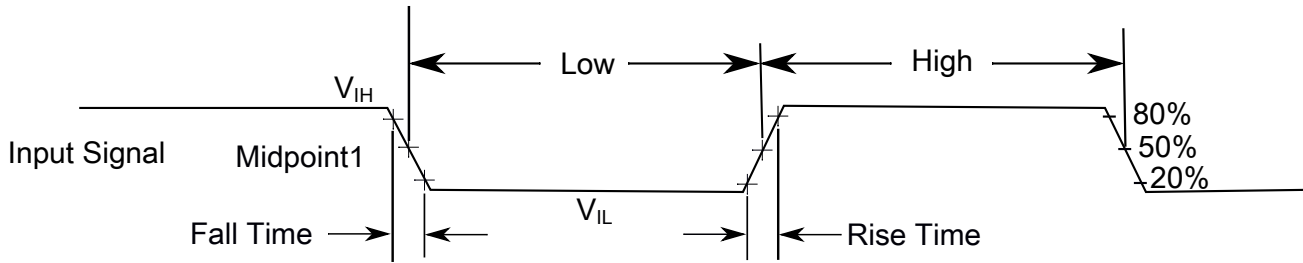 Low
High
V_IH
80%
Input Signal
Midpoint1
50%
20%
V_IL
Fall Time
Rise Time